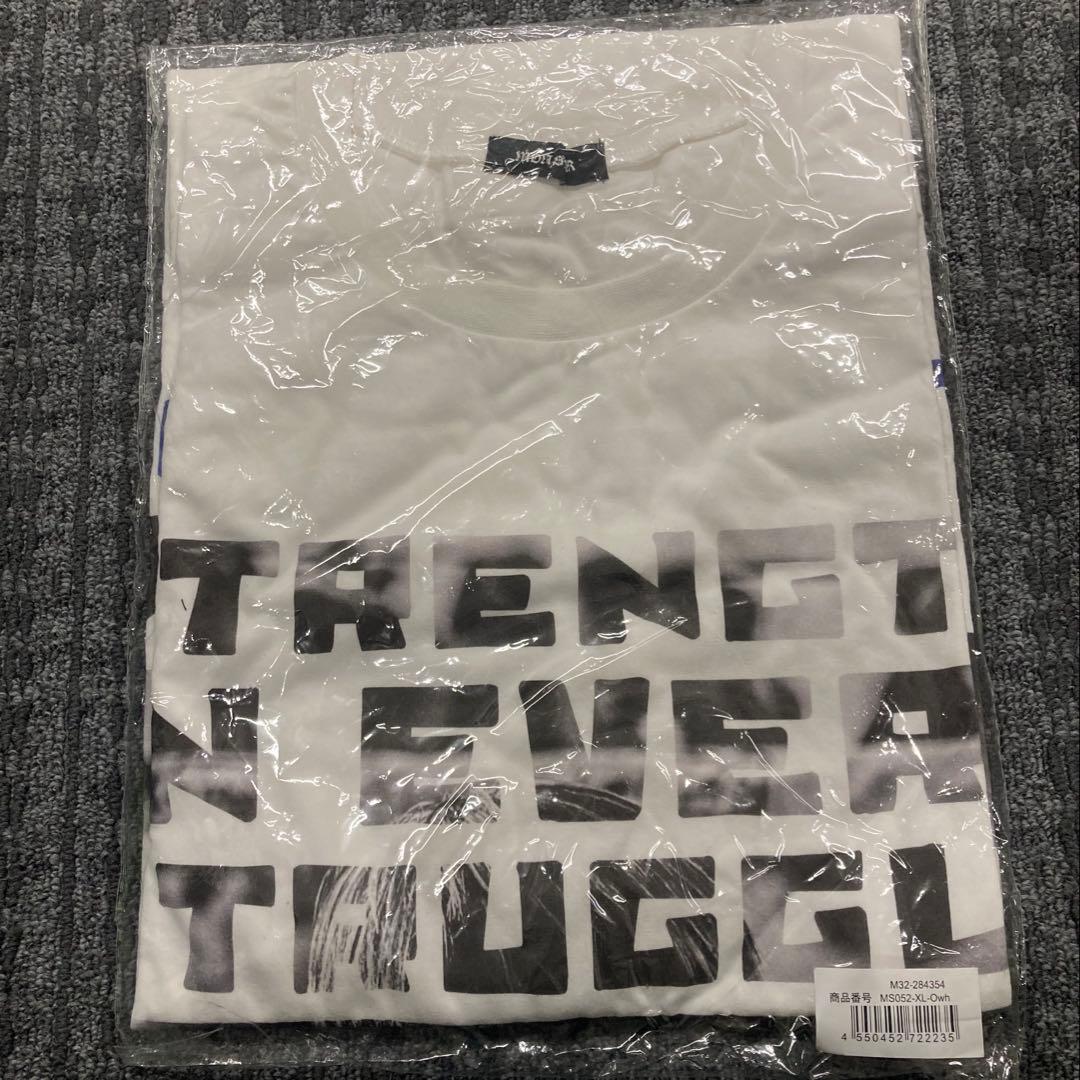 TRENGT
N EVER
TRUGGL
M32-284354
商品番号 MS052-XL-Owh
4 550452 722235